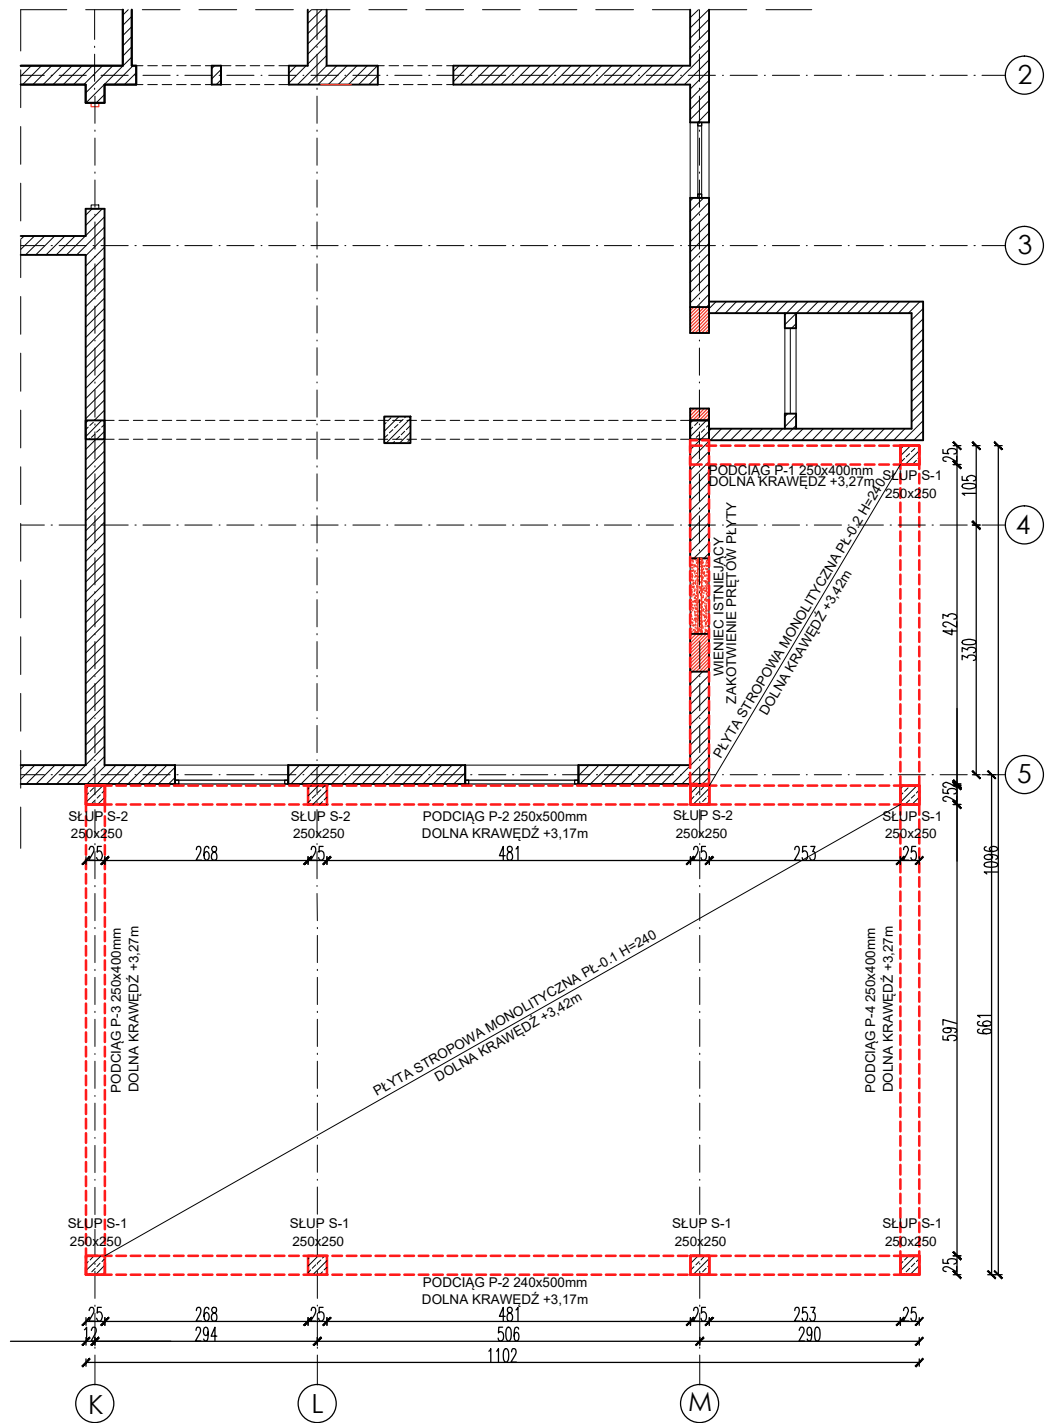 2
3
PODCIĄG P-1 250x400mm
DOLNA KRAWĘDŹ +3,27m
SŁUP S-1
250x250
25
105
4
WIENIEC ISTNIEJĄCY
ZAKOTWIENIE PRĘTÓW PŁYTY
PŁYTA STROPOWA MONOLITYCZNA PŁ-0.2 H=240
DOLNA KRAWĘDŹ +3,42m
423
330
5
252
SŁUP S-2
250x250
SŁUP S-2
250x250
PODCIĄG P-2 250x500mm
DOLNA KRAWĘDŹ +3,17m
SŁUP S-2
250x250
SŁUP S-1
250x250
25 268 25 481 25 253 25
1096
PODCIĄG P-3 250x400mm
DOLNA KRAWĘDŹ +3,27m
PŁYTA STROPOWA MONOLITYCZNA PŁ-0.1 H=240
DOLNA KRAWĘDŹ +3,42m
PODCIĄG P-4 250x400mm
DOLNA KRAWĘDŹ +3,27m
597
661
SŁUP S-1
250x250
SŁUP S-1
250x250
SŁUP S-1
250x250
SŁUP S-1
250x250
25
PODCIĄG P-2 240x500mm
DOLNA KRAWĘDŹ +3,17m
25 268 25 481 25 253 25
12 294 506 290
1102
K
L
M